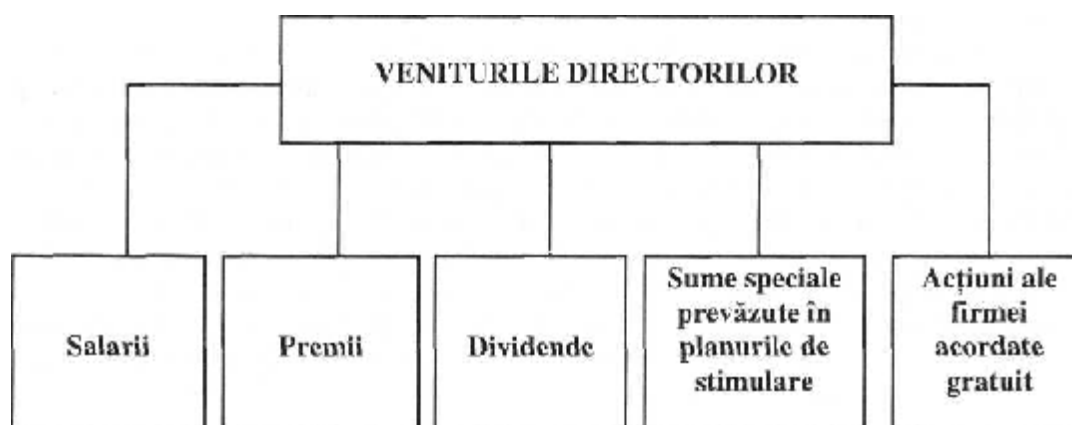 VENITURILE DIRECTORILOR
Salarii
Premii
Dividende
Sume speciale
prevăzute în
planurile de
stimulare
Acțiuni ale
firmei
acordate
gratuit